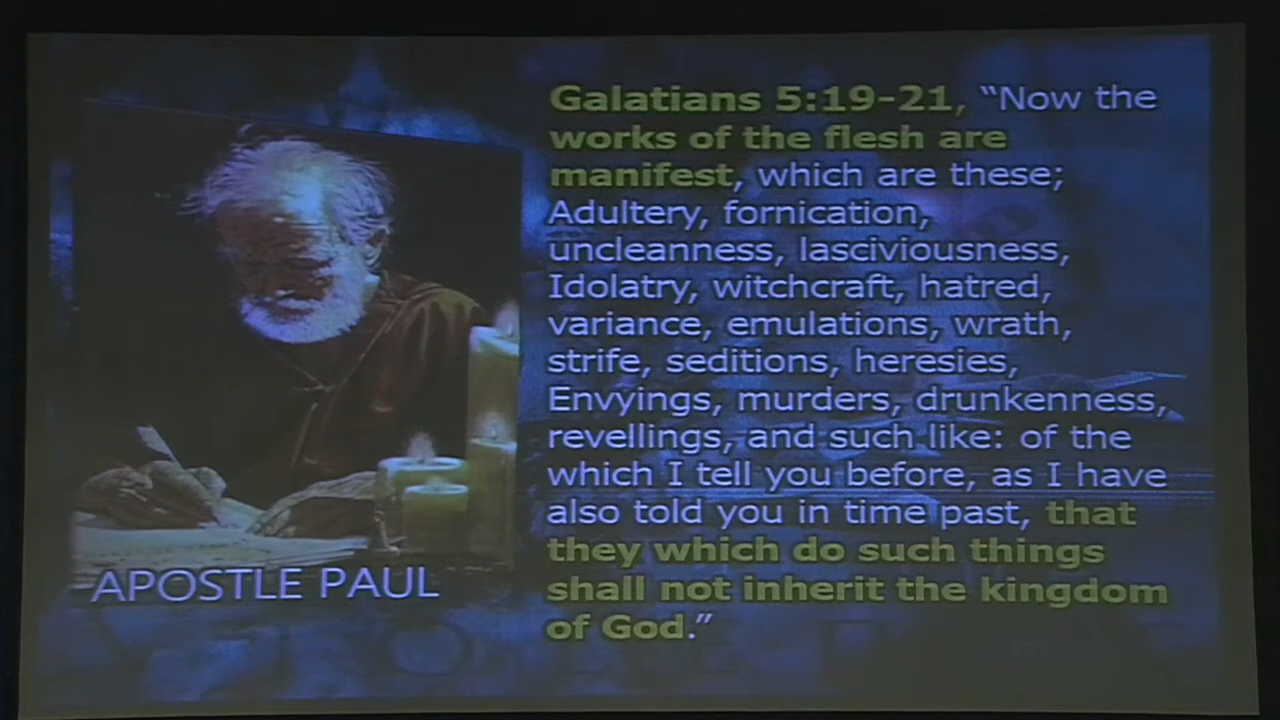 Galatians 5:19-21, “Now the
works of the flesh are
manifest, which are these;
Adultery, fornication,
uncleanness, lasciviousness,
Idolatry, witchcraft, hatred,
variance, emulations, wrath,
strife, seditions, heresies,
Envyings, murders, drunkenness,
revellings, and such like: of the
which I tell you before, as I have
also told you in time past, that
they which do such things
shall not inherit the kingdom
of God.”
APOSTLE PAUL